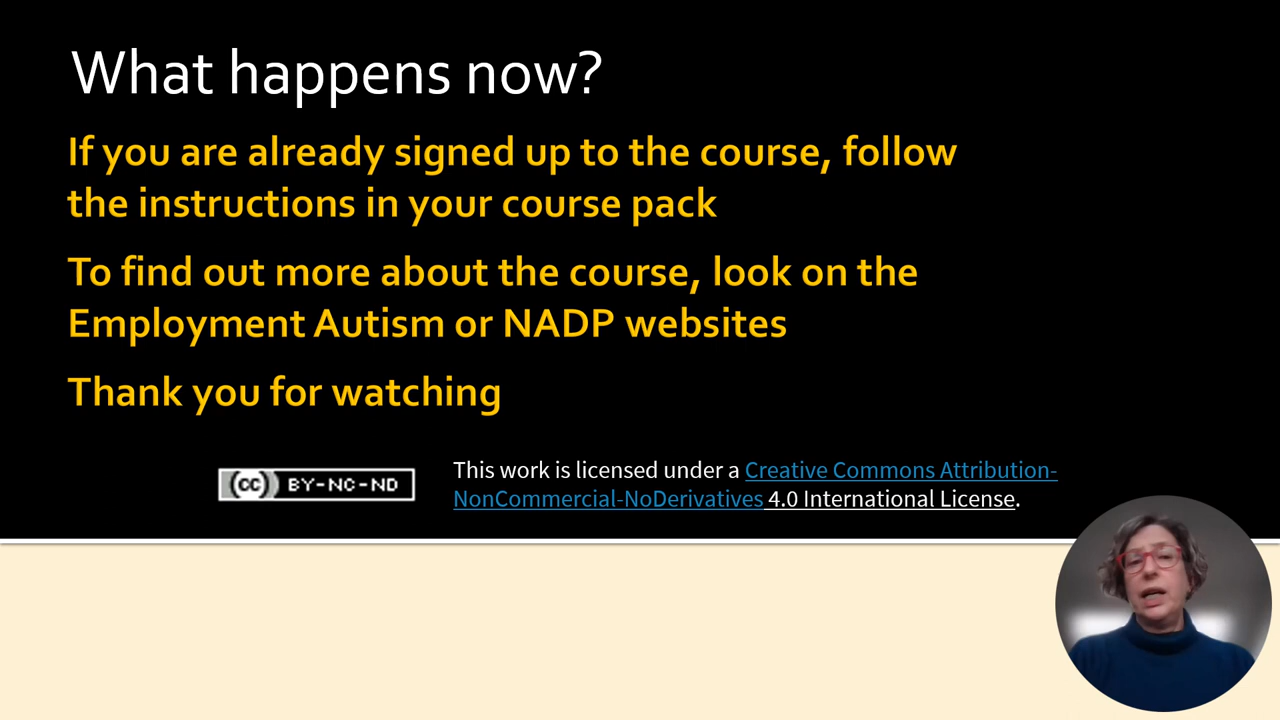 What happens now?
If you are already signed up to the course, follow
the instructions in your course pack
To find out more about the course, look on the
Employment Autism or NADP websites
Thank you for watching
(cc) BY-NC-ND
This work is licensed under a Creative Commons Attribution-
NonCommercial-NoDerivatives 4.0 International License.